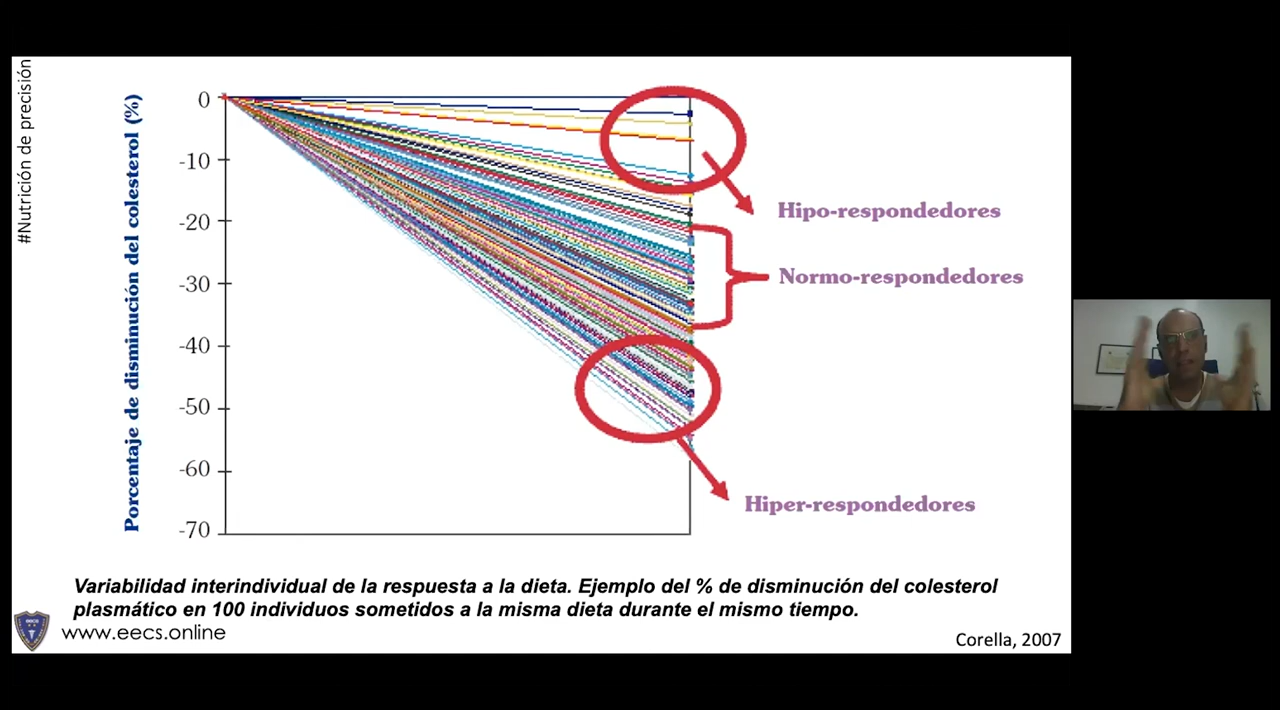 #Nutrición de precisión
Porcentaje de disminución del colesterol (%)
0
-10
-20
-30
-40
-50
-60
-70
Hipo-respondedores
Normo-respondedores
Hiper-respondedores
Variabilidad interindividual de la respuesta a la dieta. Ejemplo del % de disminución del colesterol
plasmático en 100 individuos sometidos a la misma dieta durante el mismo tiempo.
www.eecs.online
Corella, 2007